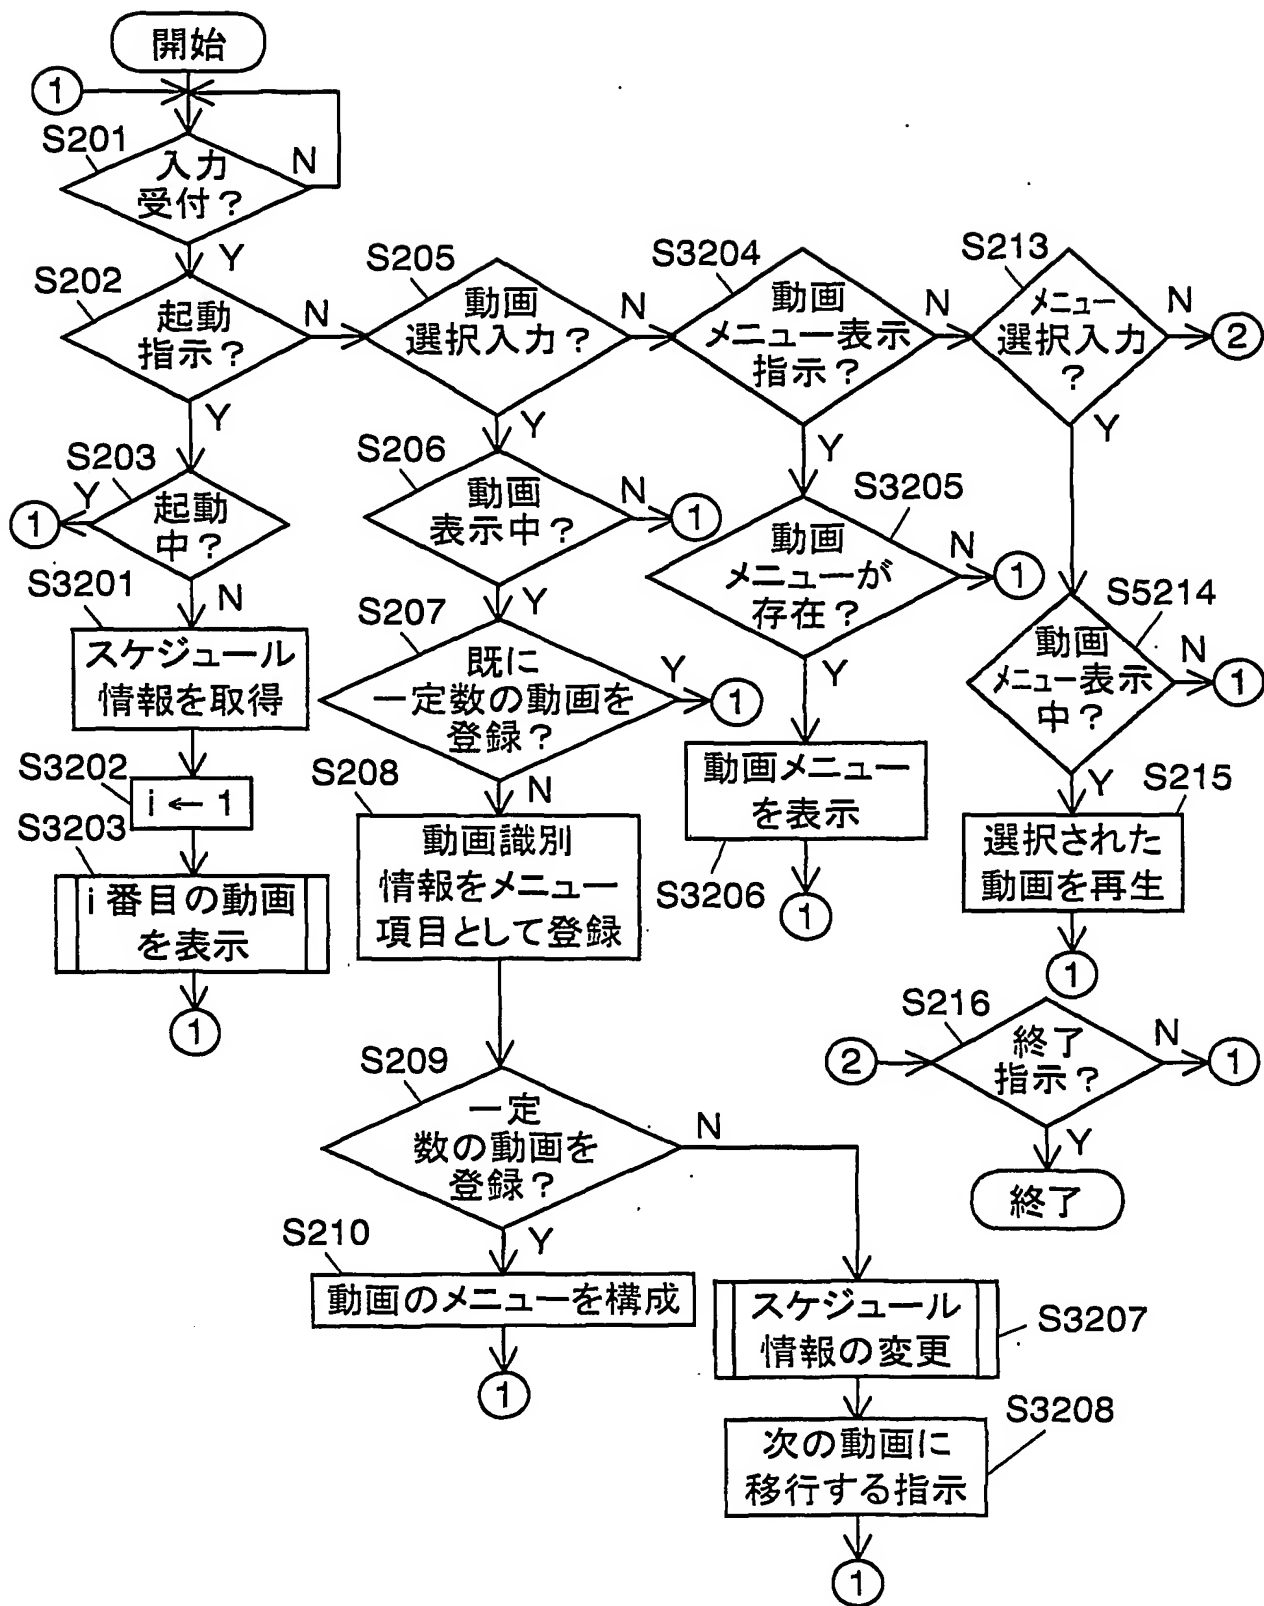 開始
1
S201
入力
受付?
N
Y
S202
起動
指示?
N
Y
S203
起動
中?
Y
1
N
S3201
スケジュール
情報を取得
S3202
i ← 1
S3203
i 番目の動画
を表示
1
S205
動画
選択入力?
N
Y
S206
動画
表示中?
N
1
Y
S207
既に
一定数の動画を
登録?
Y
1
N
S208
動画識別
情報をメニュー
項目として登録
S209
一定
数の動画を
登録?
N
Y
S210
動画のメニューを構成
1
スケジュール
情報の変更
S3207
次の動画に
移行する指示
S3208
1
S3204
動画
メニュー表示
指示?
N
Y
S3205
動画
メニューが
存在?
N
1
Y
動画メニュー
を表示
S3206
1
S213
メニュー
選択入力
?
N
2
Y
S5214
動画
メニュー表示
中?
N
1
Y
S215
選択された
動画を再生
1
S216
2
終了
指示?
N
1
Y
終了